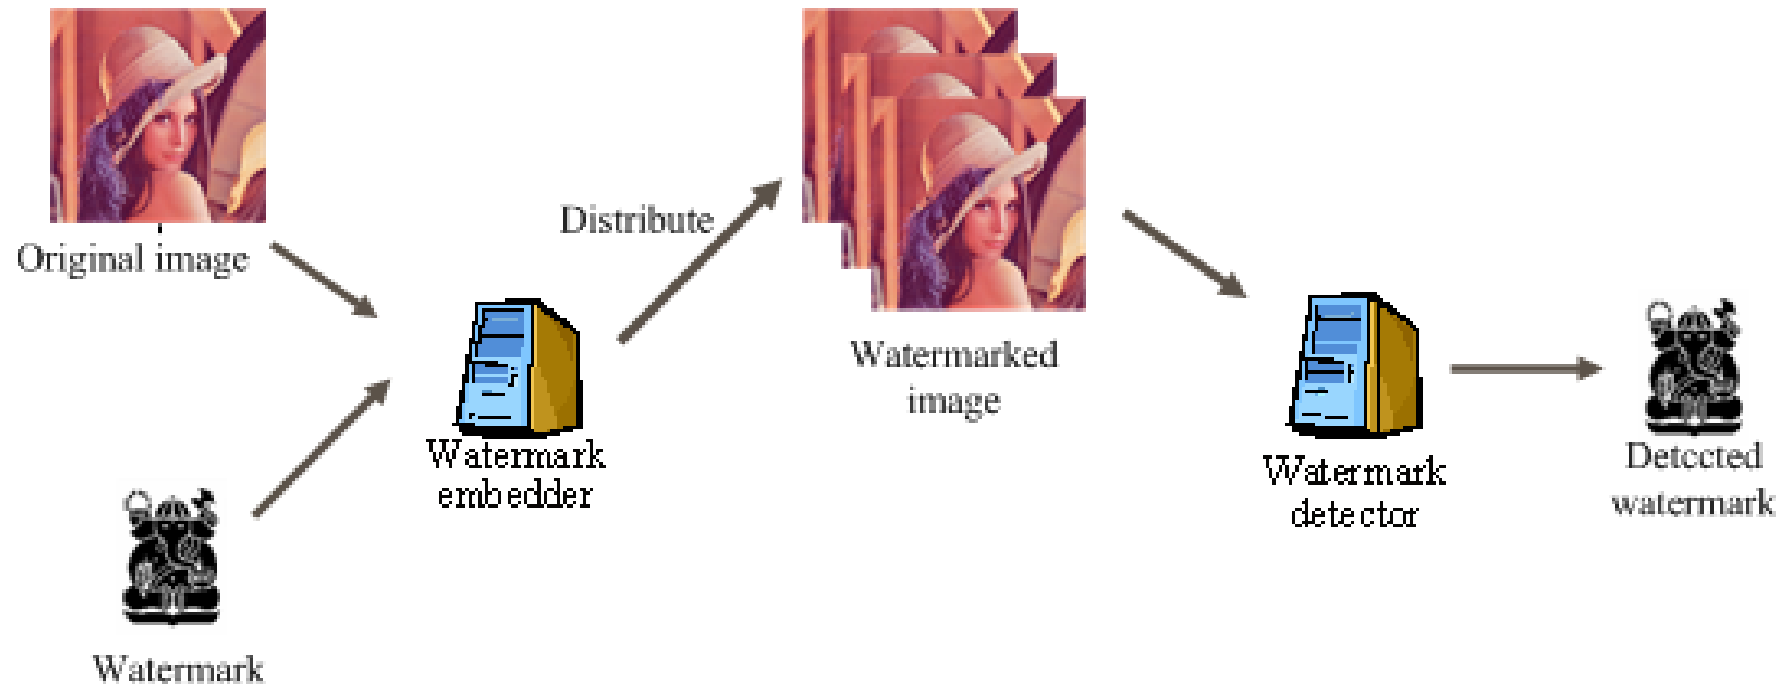 Original image
Distribute
Watermarked
image
Watermark
embedder
Watermark
detector
Detected
watermark
Watermark